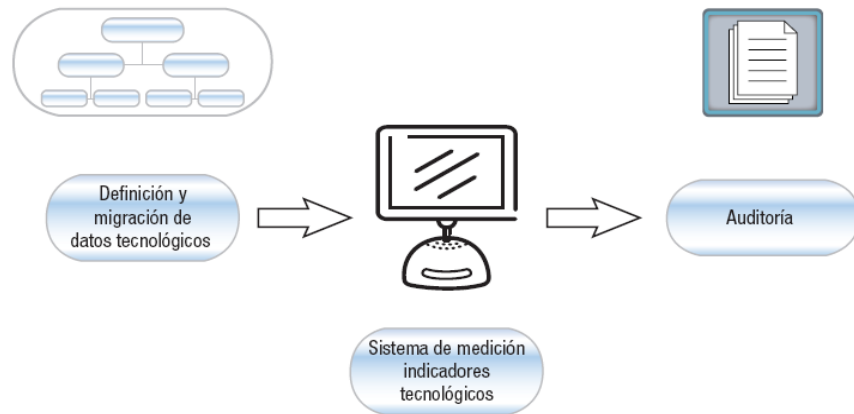 Definición y
migración de
datos tecnológicos
Auditoría
Sistema de medición
indicadores
tecnológicos